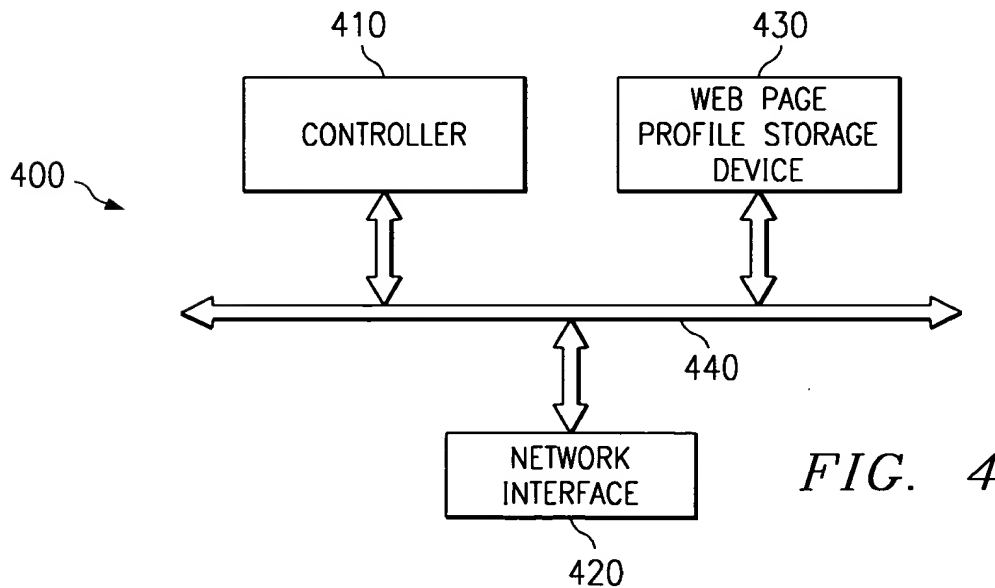 410
430
CONTROLLER
WEB PAGE
PROFILE STORAGE
DEVICE
400
440
NETWORK
INTERFACE
420
FIG. 4